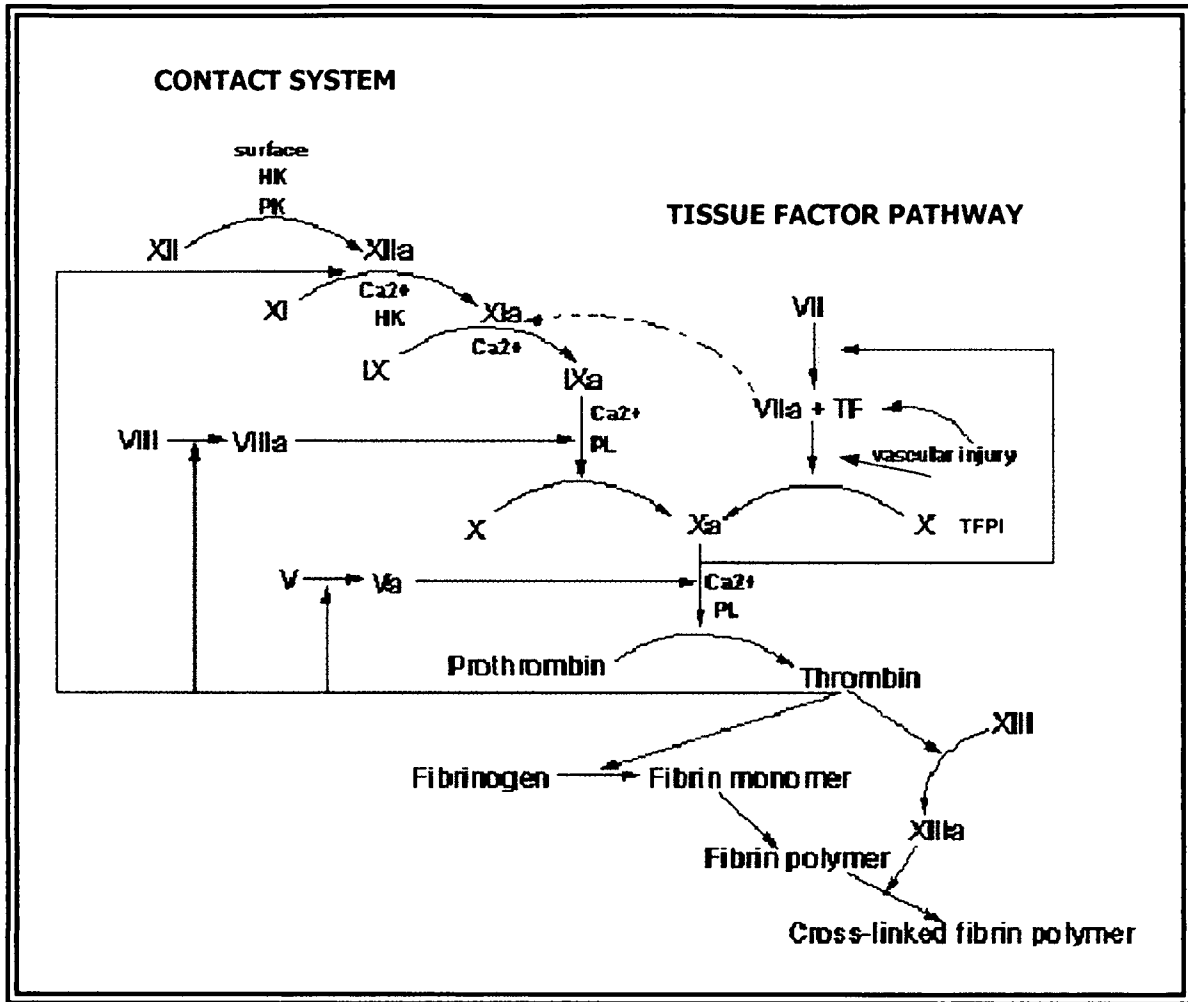 CONTACT SYSTEM
surface
HK
PK
TISSUE FACTOR PATHWAY
XII XIIa
XI Ca2+ XIa VII
HK Ca2+
IX IXa
Ca2+ VIIa + TF
VIII VIIIa PL vascular injury
X Xa X TFPI
V Va Ca2+
PL
Prothrombin Thrombin
XIII
Fibrinogen Fibrin monomer
XIIIa
Fibrin polymer
Cross-linked fibrin polymer